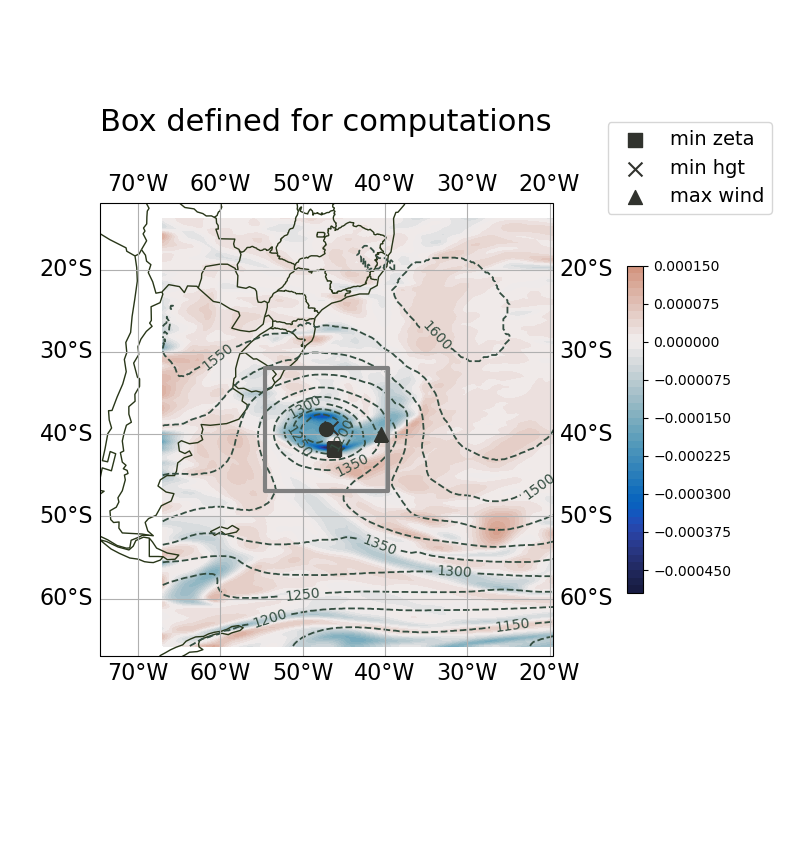 Box defined for computations
min zeta
min hgt
max wind
70°W 60°W 50°W 40°W 30°W 20°W
20°S 20°S
30°S 30°S
40°S 40°S
50°S 50°S
60°S 60°S
70°W 60°W 50°W 40°W 30°W 20°W
1600
1550
1300
1250
1350
1500
1350
1300
1250
1200
1150
0.000150
0.000075
0.000000
−0.000075
−0.000150
−0.000225
−0.000300
−0.000375
−0.000450